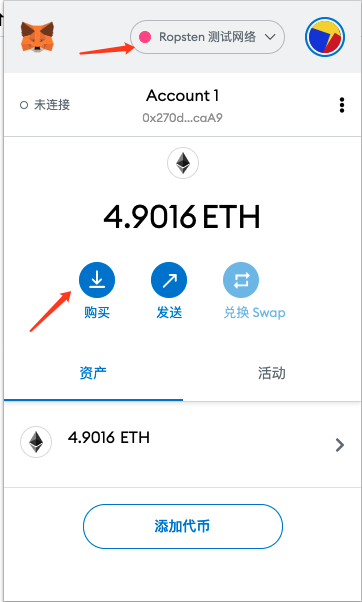 Ropsten 测试网络
未连接
Account 1
0x270d...caA9
4.9016 ETH
购买
发送
兑换 Swap
资产
活动
4.9016 ETH
添加代币